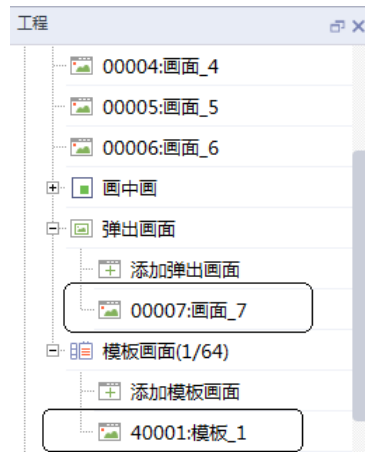 工程
00004:画面_4
00005:画面_5
00006:画面_6
画中画
弹出画面
添加弹出画面
00007:画面_7
模板画面(1/64)
添加模板画面
40001:模板_1